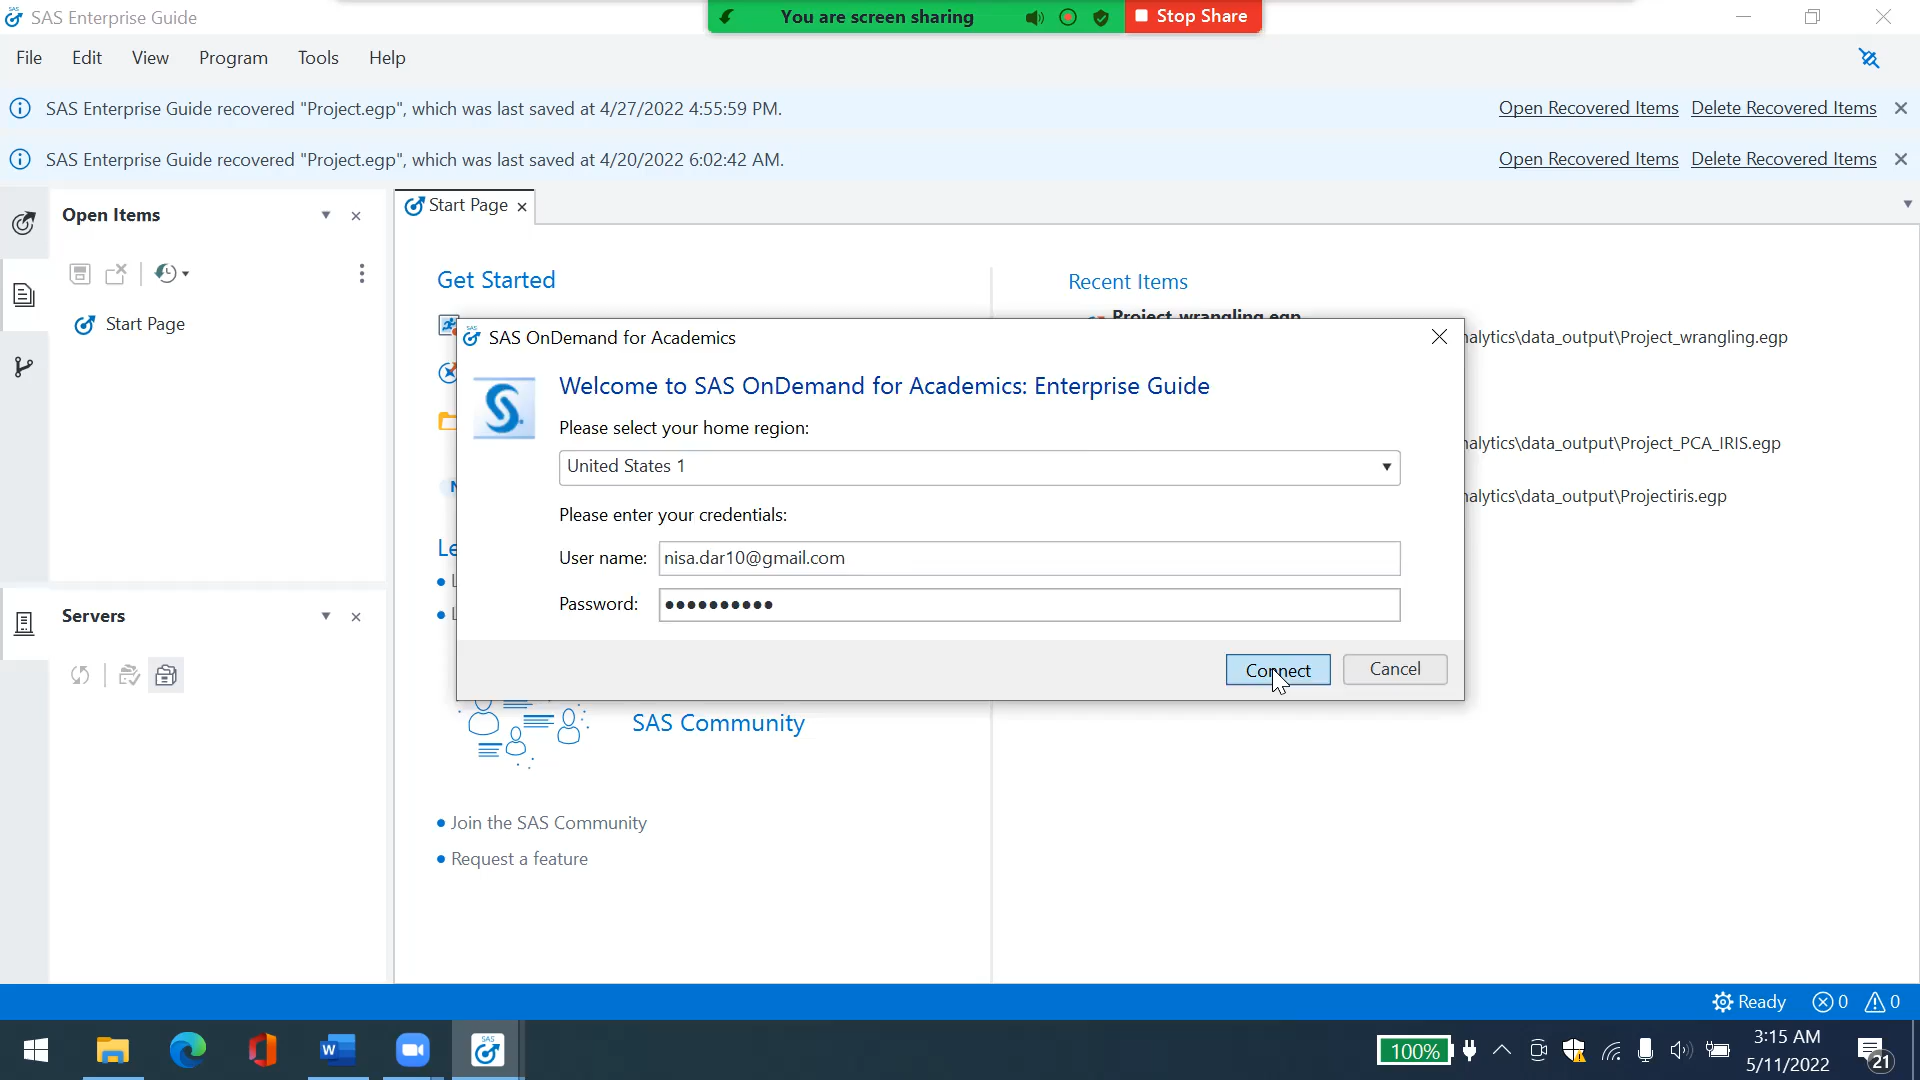 SAS Enterprise Guide
You are screen sharing
Stop Share
File Edit View Program Tools Help
SAS Enterprise Guide recovered "Project.egp", which was last saved at 4/27/2022 4:55:59 PM.
Open Recovered Items Delete Recovered Items
SAS Enterprise Guide recovered "Project.egp", which was last saved at 4/20/2022 6:02:42 AM.
Open Recovered Items Delete Recovered Items
Open Items
Start Page
Start Page
Get Started
Recent Items
Project_wrangling.egp
nalytics\data_output\Project_wrangling.egp
nalytics\data_output\Project_PCA_IRIS.egp
nalytics\data_output\Projectiris.egp
SAS OnDemand for Academics
Welcome to SAS OnDemand for Academics: Enterprise Guide
Please select your home region:
United States 1
Please enter your credentials:
User name: nisa.dar10@gmail.com
Password: ●●●●●●●●●●
Connect Cancel
Le
Servers
SAS Community
Join the SAS Community
Request a feature
Ready 0 0
100%
3:15 AM
5/11/2022
21